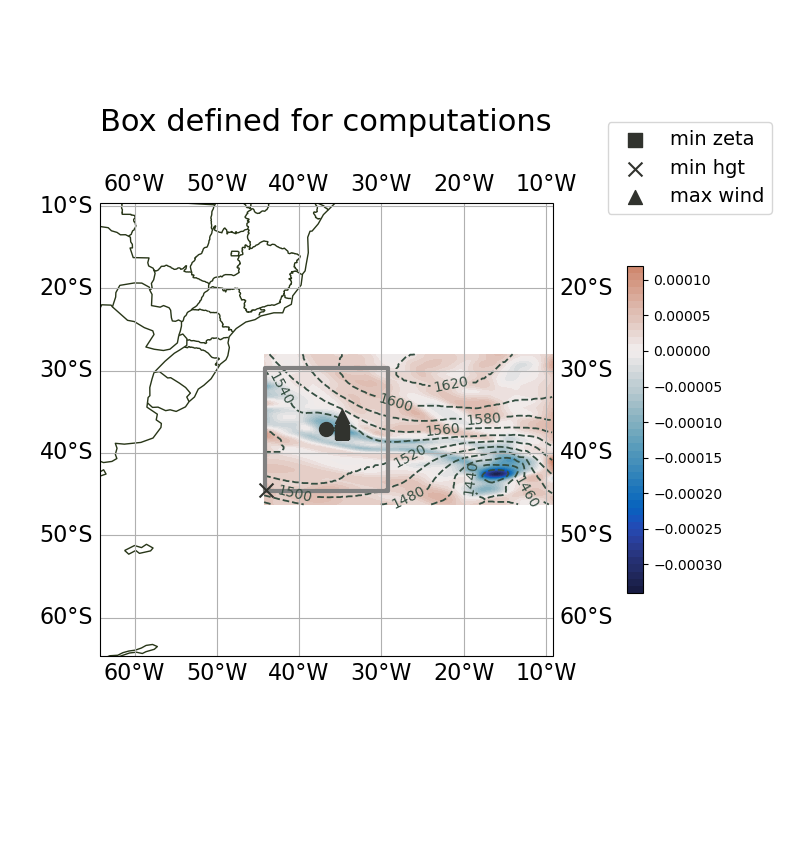 Box defined for computations
min zeta
min hgt
max wind
60°W 50°W 40°W 30°W 20°W 10°W
10°S
20°S 20°S
30°S 30°S
40°S 40°S
50°S 50°S
60°S 60°S
60°W 50°W 40°W 30°W 20°W 10°W
1540
1620
1600
1580
1560
1520
1500
1480
1440
1460
0.00010
0.00005
0.00000
−0.00005
−0.00010
−0.00015
−0.00020
−0.00025
−0.00030